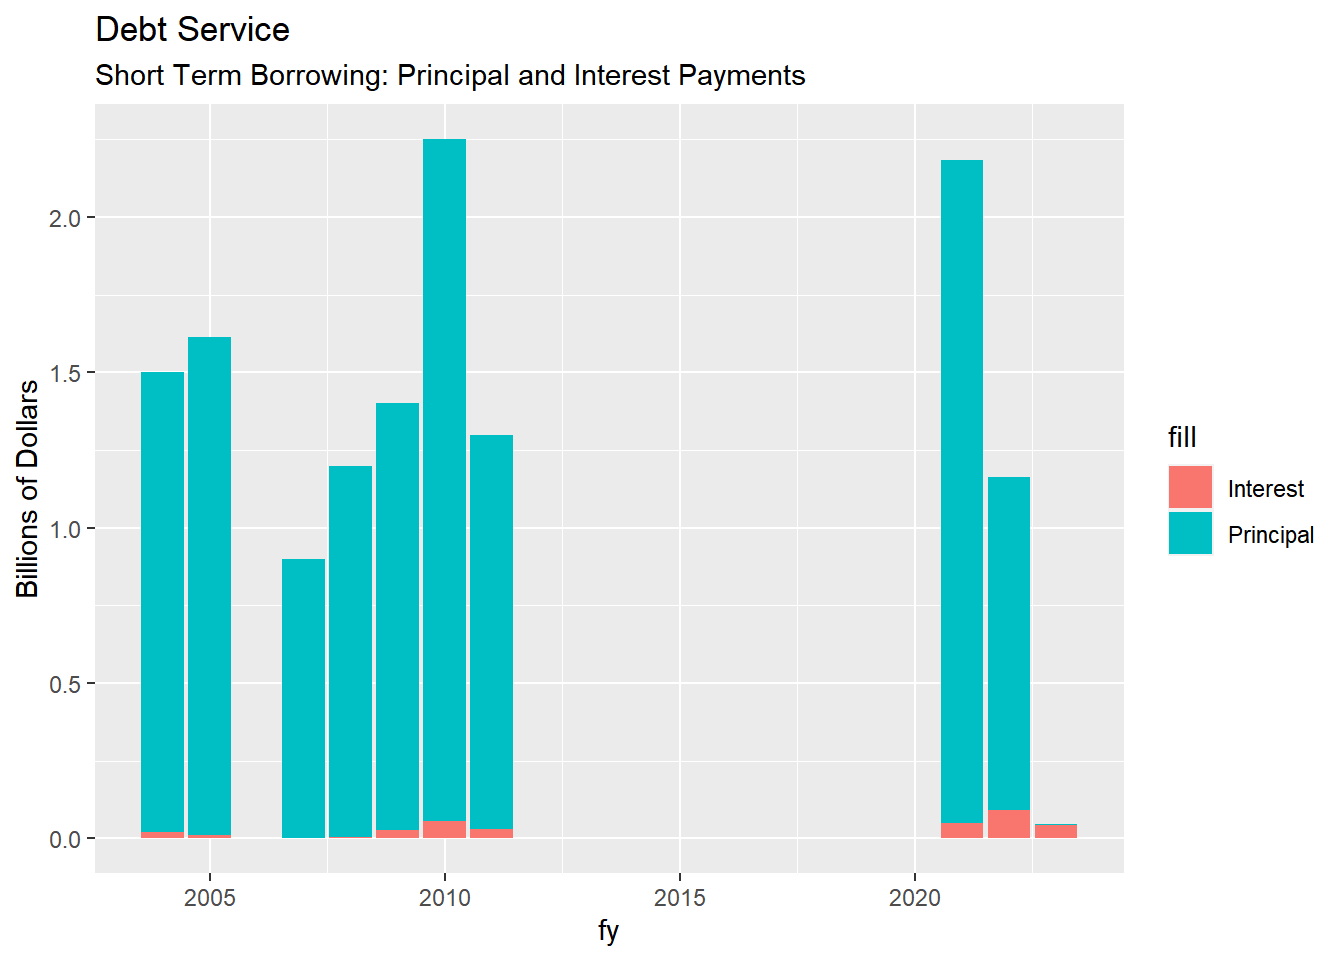 Debt Service
Short Term Borrowing: Principal and Interest Payments
Billions of Dollars
2.0
1.5
1.0
0.5
0.0
2005
2010
2015
2020
fy
fill
Interest
Principal